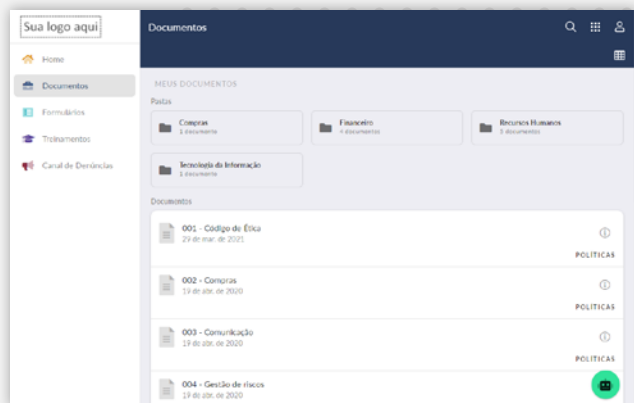 Sua logo aqui
Home
Documentos
Formulários
Treinamentos
Canal de Denúncias
Documentos
MEUS DOCUMENTOS
Pastas
Compras
1 documento
Financeiro
4 documentos
Recursos Humanos
5 documentos
Tecnologia da Informação
1 documento
Documentos
001 - Código de Ética
29 de mar. de 2021
POLÍTICAS
002 - Compras
19 de abr. de 2020
POLÍTICAS
003 - Comunicação
19 de abr. de 2020
POLÍTICAS
004 - Gestão de riscos
19 de abr. de 2020